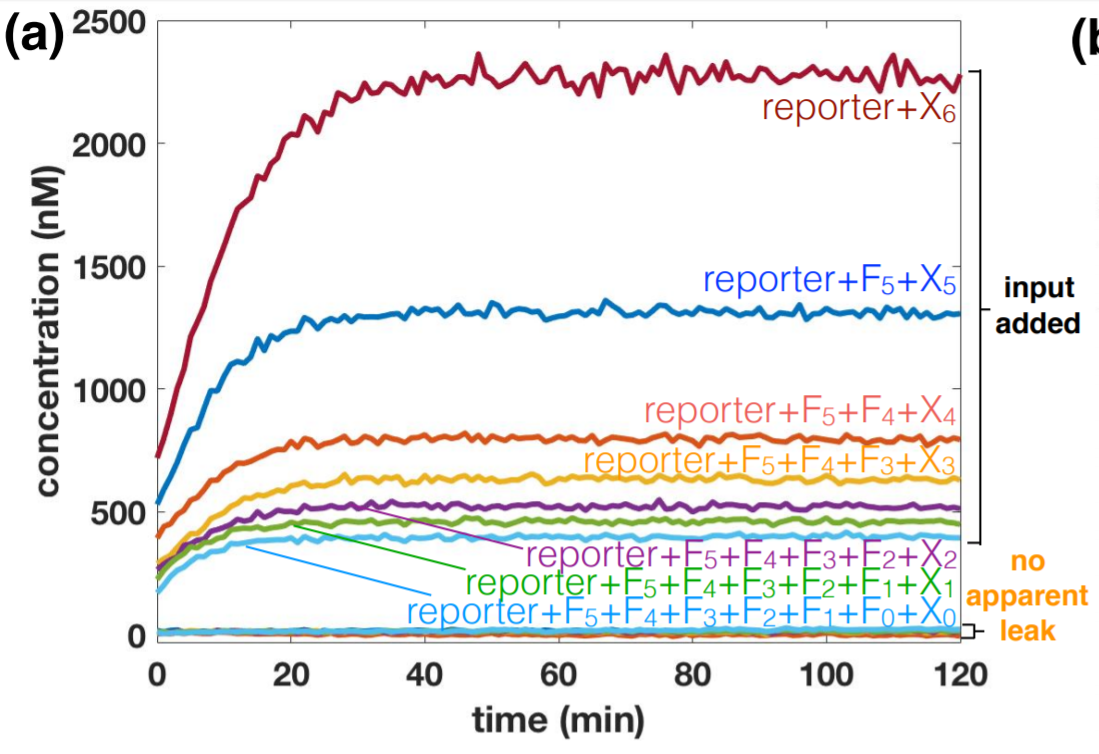 (a)
(b
2500
2000
1500
1000
500
0
concentration (nM)
reporter+X₆
reporter+F₅+X₅
reporter+F₅+F₄+X₄
reporter+F₅+F₄+F₃+X₃
reporter+F₅+F₄+F₃+F₂+X₂
reporter+F₅+F₄+F₃+F₂+F₁+X₁
reporter+F₅+F₄+F₃+F₂+F₁+F₀+X₀
input
added
no
apparent
leak
0 20 40 60 80 100 120
time (min)